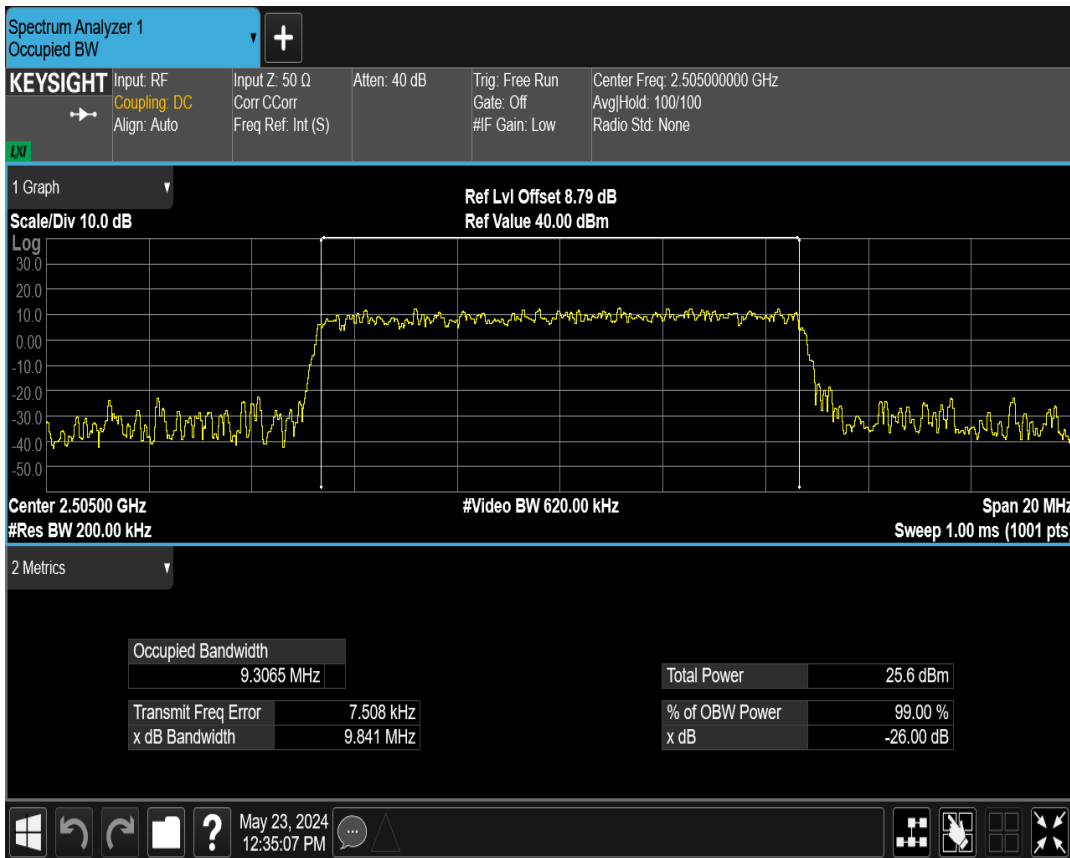 Spectrum Analyzer 1
Occupied BW
KEYSIGHT
LXI
Input: RF
Coupling: DC
Align: Auto
Input Z: 50 Ω
Corr CCorr
Freq Ref: Int (S)
Atten: 40 dB
Trig: Free Run
Gate: Off
#IF Gain: Low
Center Freq: 2.505000000 GHz
Avg|Hold: 100/100
Radio Std: None
1 Graph
Ref Lvl Offset 8.79 dB
Scale/Div 10.0 dB
Ref Value 40.00 dBm
Log
30.0
20.0
10.0
0.00
-10.0
-20.0
-30.0
-40.0
-50.0
Center 2.50500 GHz
#Video BW 620.00 kHz
Span 20 MHz
#Res BW 200.00 kHz
Sweep 1.00 ms (1001 pts)
2 Metrics
Occupied Bandwidth
9.3065 MHz
Total Power 25.6 dBm
Transmit Freq Error 7.508 kHz
% of OBW Power 99.00 %
x dB Bandwidth 9.841 MHz
x dB -26.00 dB
?
May 23, 2024
12:35:07 PM